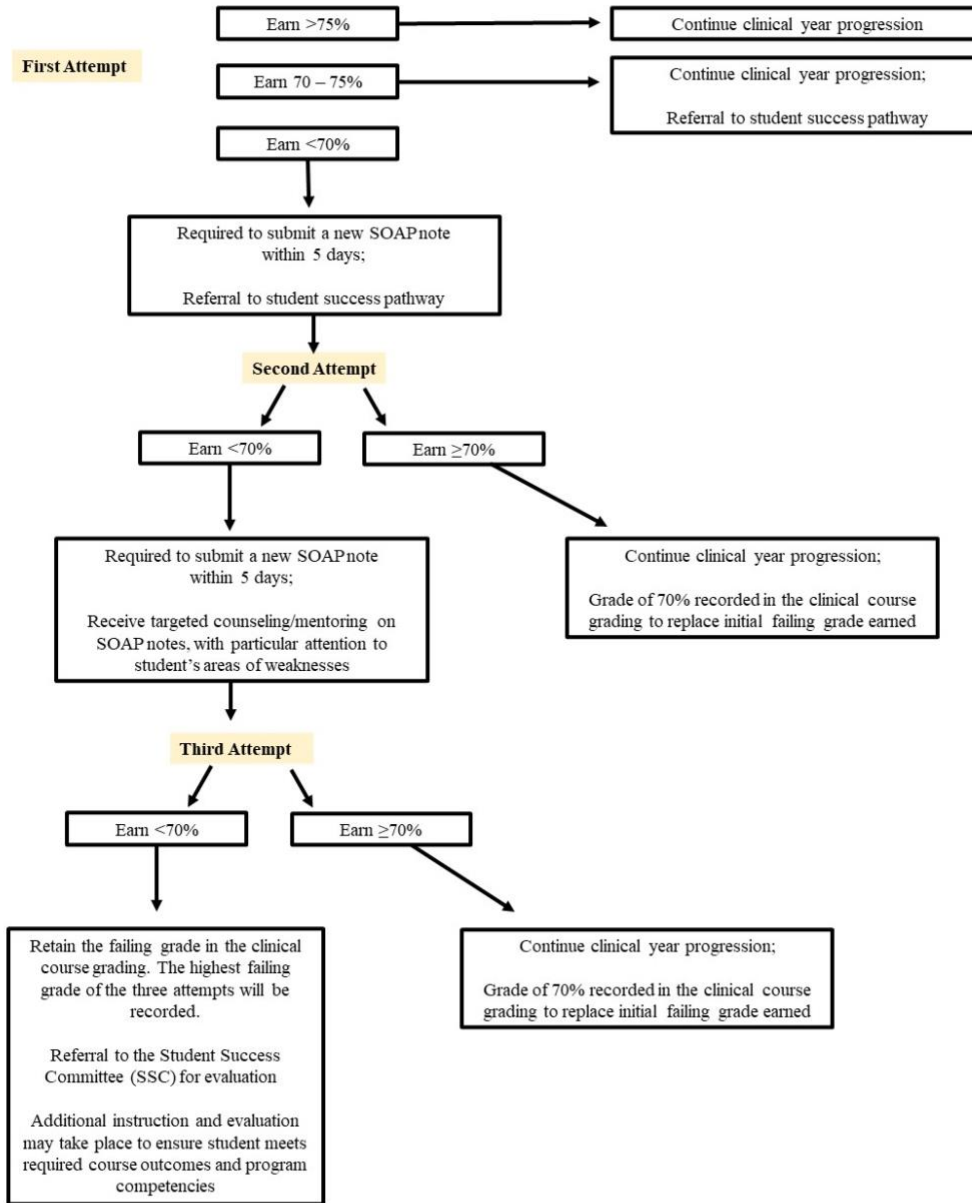 Earn >75%
Continue clinical year progression
First Attempt
Earn 70 – 75%
Continue clinical year progression;
Referral to student success pathway
Earn <70%
Required to submit a new SOAP note
within 5 days;
Referral to student success pathway
Second Attempt
Earn <70%
Earn ≥70%
Required to submit a new SOAP note
within 5 days;
Receive targeted counseling/mentoring on
SOAP notes, with particular attention to
student's areas of weaknesses
Continue clinical year progression;
Grade of 70% recorded in the clinical course
grading to replace initial failing grade earned
Third Attempt
Earn <70%
Earn ≥70%
Retain the failing grade in the clinical
course grading. The highest failing
grade of the three attempts will be
recorded.
Referral to the Student Success
Committee (SSC) for evaluation
Additional instruction and evaluation
may take place to ensure student meets
required course outcomes and program
competencies
Continue clinical year progression;
Grade of 70% recorded in the clinical course
grading to replace initial failing grade earned